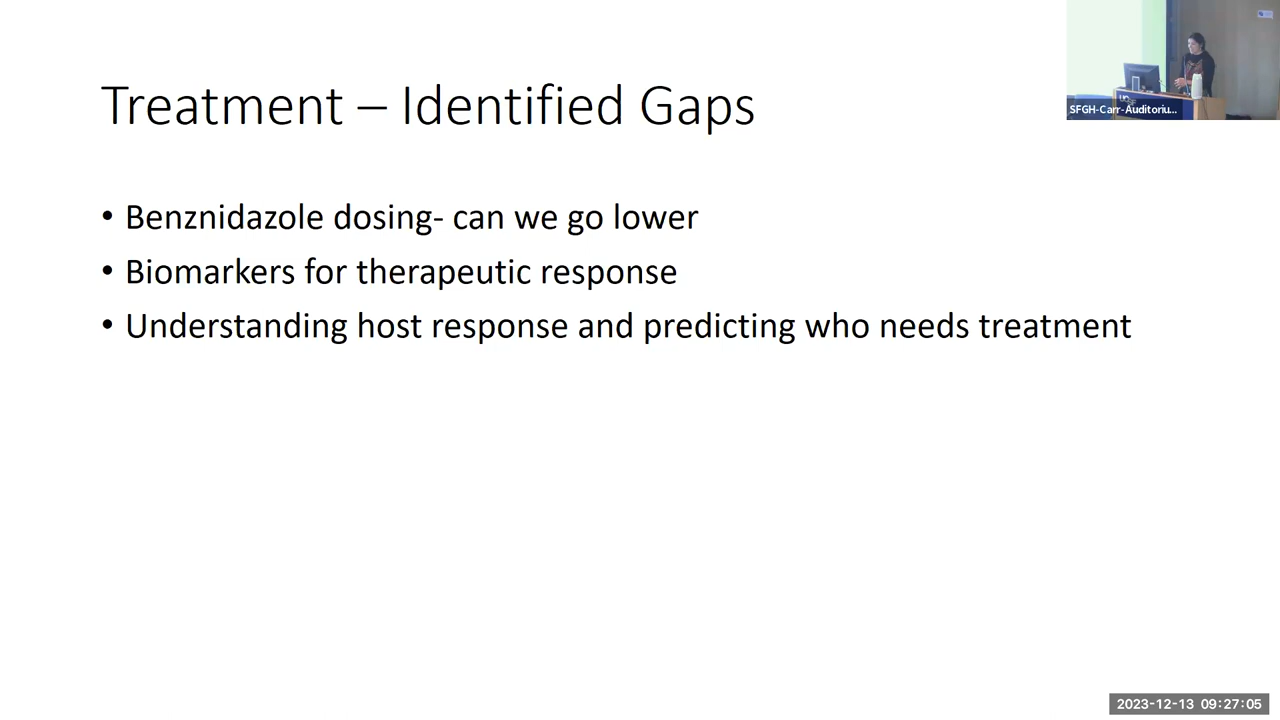 Treatment – Identified Gaps
• Benznidazole dosing- can we go lower
• Biomarkers for therapeutic response
• Understanding host response and predicting who needs treatment
SFGH-Carr-Auditoriu...
2023-12-13 09:27:05